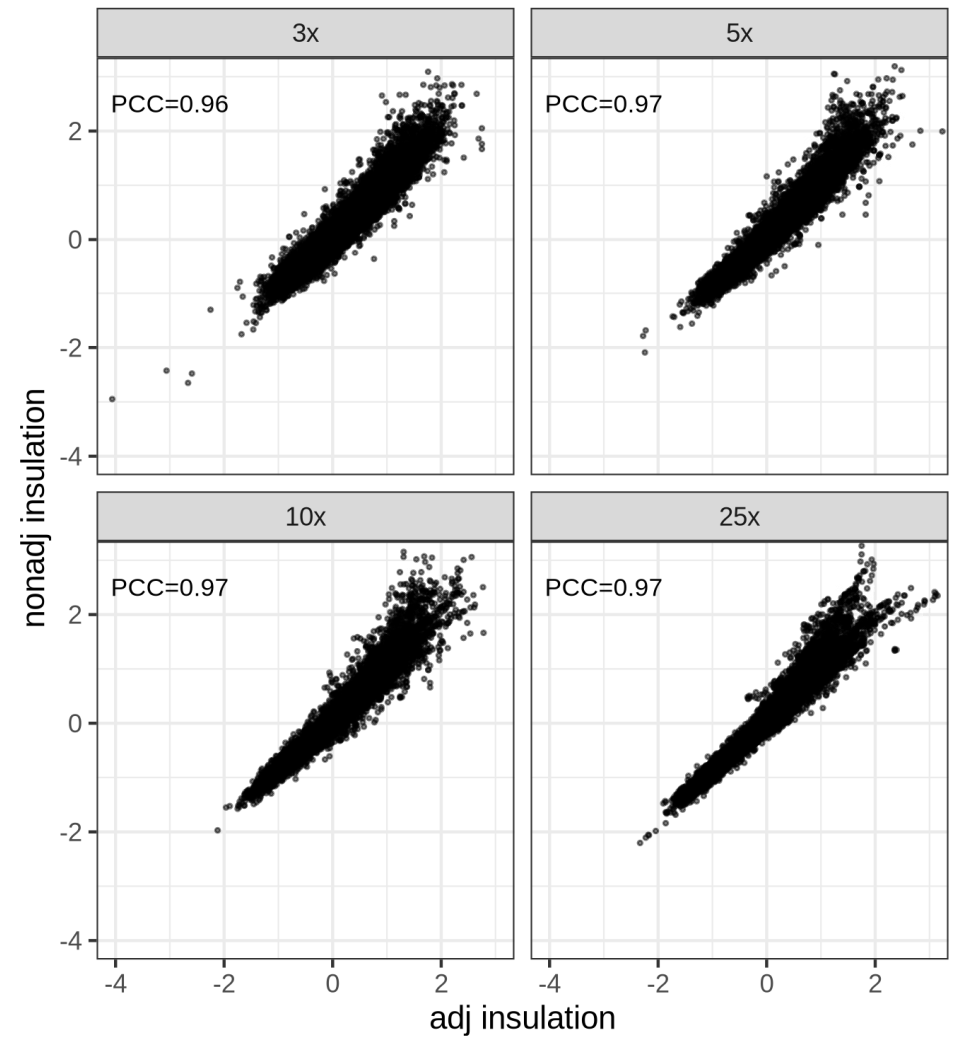 3x
5x
PCC=0.96
PCC=0.97
2
0
-2
-4
10x
25x
PCC=0.97
PCC=0.97
2
0
-2
-4
-4 -2 0 2
-4 -2 0 2
adj insulation
nonadj insulation